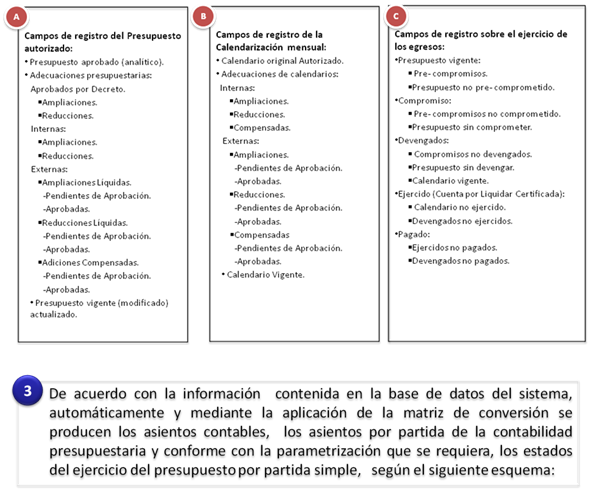 A
Campos de registro del Presupuesto
autorizado:
•Presupuesto aprobado (analítico).
•Adecuaciones presupuestarias:
Aprobados por Decreto.
▪Ampliaciones.
▪Reducciones.
Internas:
▪Ampliaciones.
▪Reducciones.
Externas:
▪Ampliaciones Líquidas.
-Pendientes de Aprobación.
-Aprobadas.
▪Reducciones Líquidas.
-Pendientes de Aprobación.
-Aprobadas.
▪Adiciones Compensadas.
-Pendientes de Aprobación.
-Aprobadas.
• Presupuesto vigente (modificado)
actualizado.
B
Campos de registro de la
Calendarización mensual:
•Calendario original Autorizado.
•Adecuaciones de calendarios:
Internas:
▪Ampliaciones.
▪Reducciones.
▪Compensadas.
Externas:
▪Ampliaciones.
-Pendientes de Aprobación.
-Aprobadas.
▪Reducciones.
-Pendientes de Aprobación.
-Aprobadas.
▪Compensadas
-Pendientes de Aprobación.
-Aprobadas.
• Calendario Vigente.
C
Campos de registro sobre el ejercicio de
los egresos:
•Presupuesto vigente:
▪ Pre-compromisos.
▪Presupuesto no pre-comprometido.
•Compromiso:
▪ Pre-compromisos no comprometido.
▪Presupuesto sin comprometer.
•Devengados:
▪ Compromisos no devengados.
▪Presupuesto sin devengar.
▪Calendario vigente.
•Ejercido (Cuenta por Liquidar Certificada):
▪ Calendario no ejercido.
▪Devengados no ejercidos.
•Pagado:
▪Ejercidos no pagados.
▪Devengados no pagados.
3
De acuerdo con la información contenida en la base de datos del sistema,
automáticamente y mediante la aplicación de la matriz de conversión se
producen los asientos contables, los asientos por partida de la contabilidad
presupuestaria y conforme con la parametrización que se requiera, los estados
del ejercicio del presupuesto por partida simple, según el siguiente esquema: